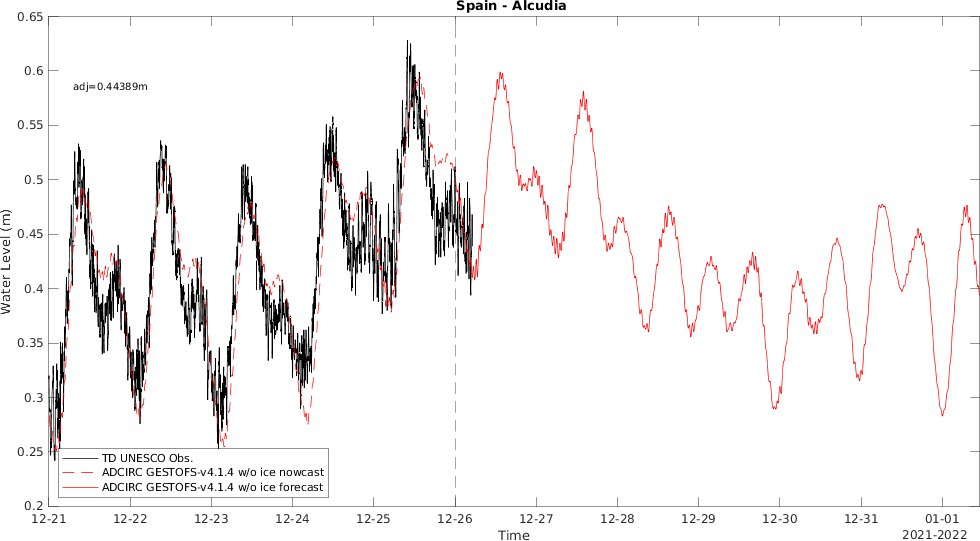 Spain - Alcudia
0.65
0.6
0.55
0.5
0.45
0.4
0.35
0.3
0.25
0.2
Water Level (m)
adj=0.44389m
TD UNESCO Obs.
ADCIRC GESTOFS-v4.1.4 w/o ice nowcast
ADCIRC GESTOFS-v4.1.4 w/o ice forecast
12-21 12-22 12-23 12-24 12-25 12-26 12-27 12-28 12-29 12-30 12-31 01-01
Time
2021-2022